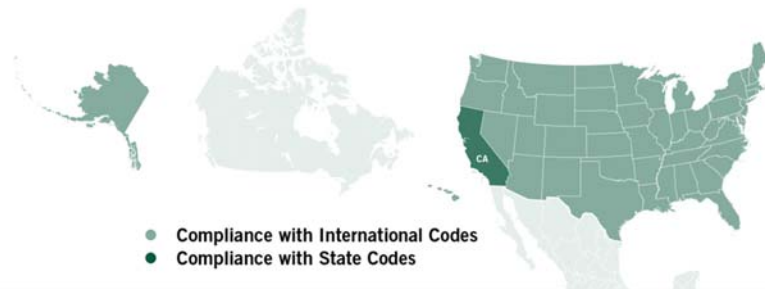 CA
Compliance with International Codes
Compliance with State Codes